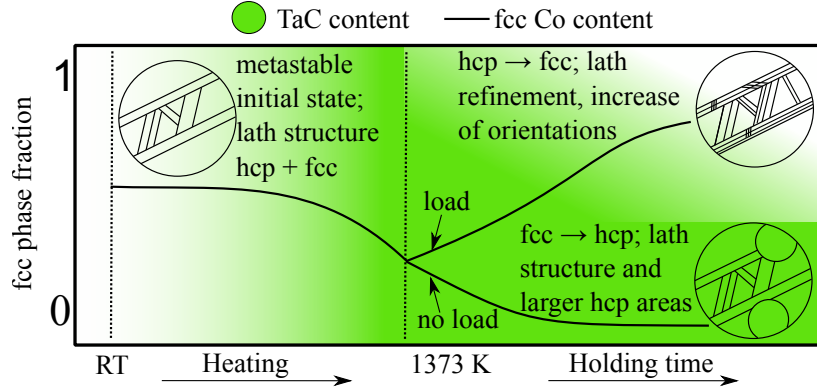 TaC content
fcc Co content
fcc phase fraction
1
0
metastable
initial state;
lath structure
hcp + fcc
hcp → fcc; lath
refinement, increase
of orientations
load
no load
fcc → hcp; lath
structure and
larger hcp areas
RT
Heating
1373 K
Holding time